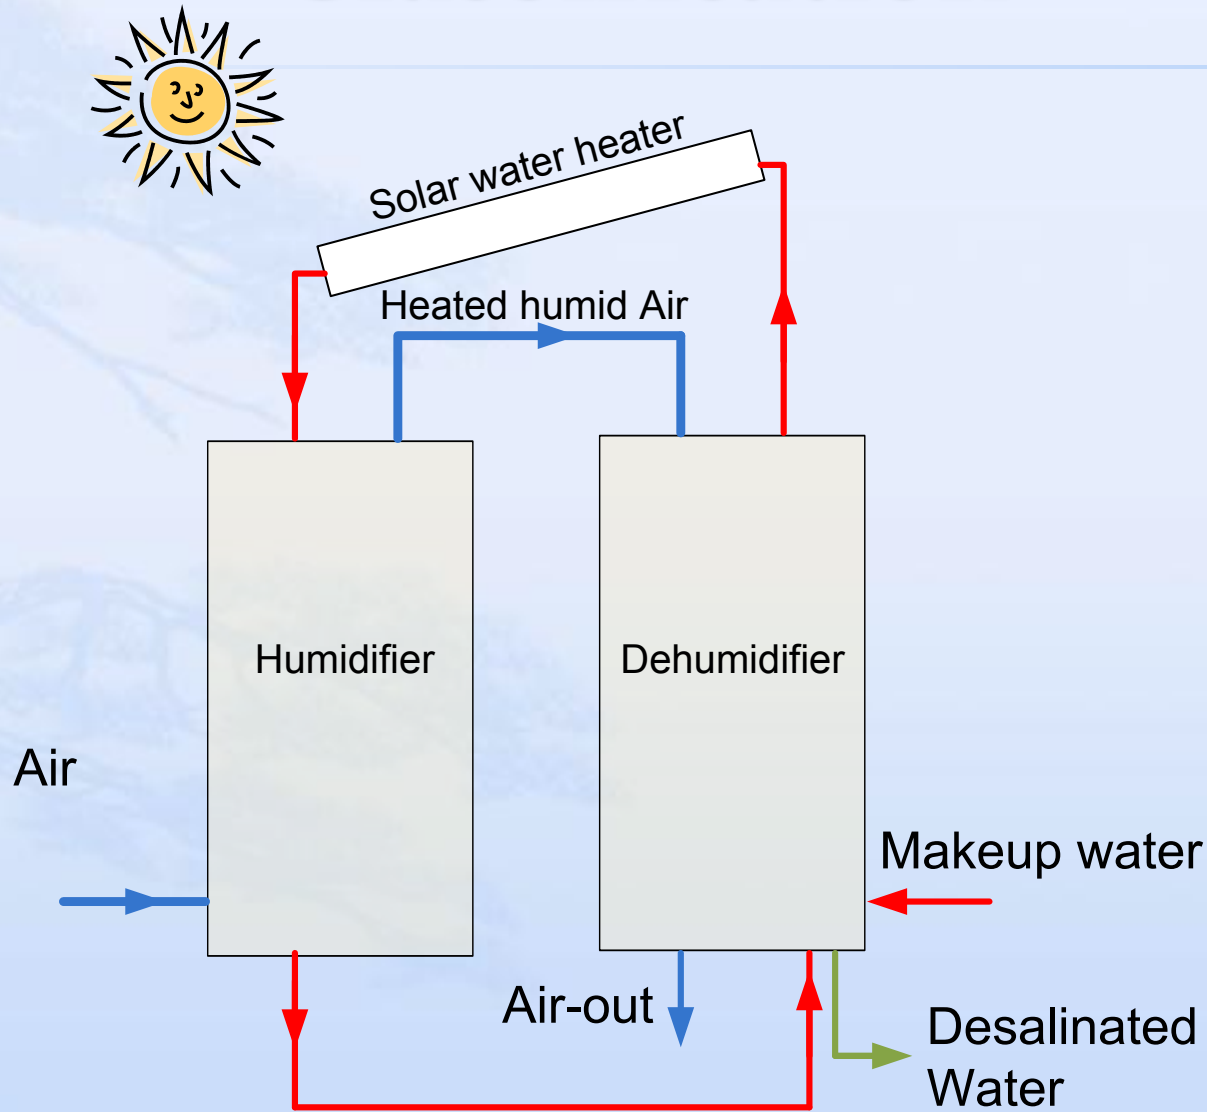 Solar water heater
Heated humid Air
Humidifier
Dehumidifier
Air
Makeup water
Air-out
Desalinated
Water